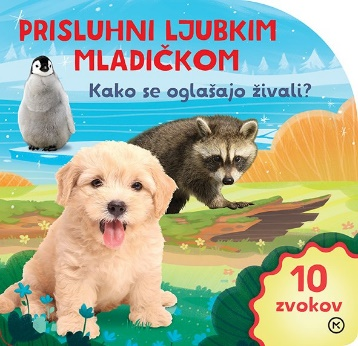 PRISLUHNI LJUBKIM
MLADIČKOM
Kako se oglašajo živali?
10
zvokov